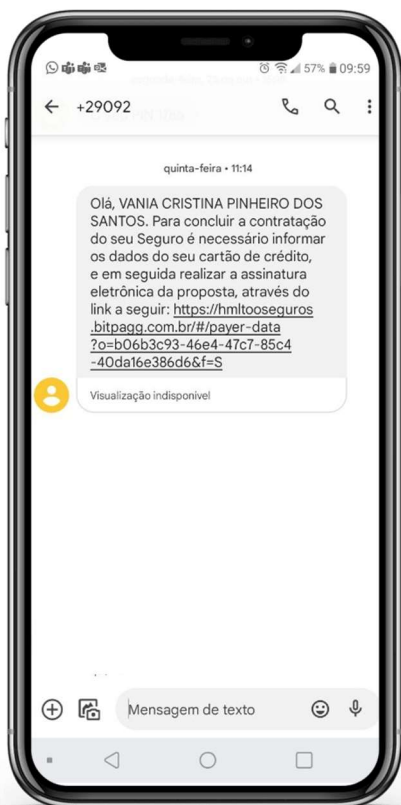 57% 09:59
+29092
quinta-feira • 11:14
Olá, VANIA CRISTINA PINHEIRO DOS
SANTOS. Para concluir a contratação
do seu Seguro é necessário informar
os dados do seu cartão de crédito,
e em seguida realizar a assinatura
eletrônica da proposta, através do
link a seguir: https://hmltooseguros
.bitpagg.com.br/#/payer-data
?o=b06b3c93-46e4-47c7-85c4
-40da16e386d6&f=S
Visualização indisponível
Mensagem de texto